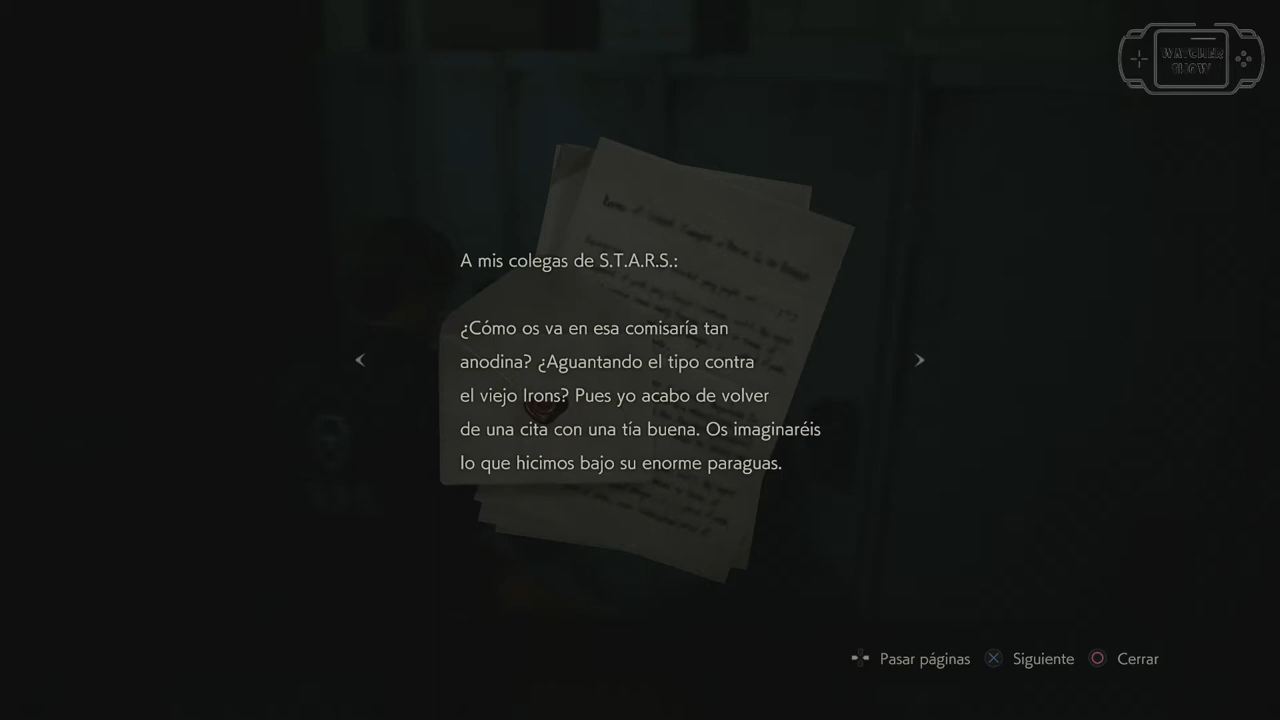 WATCHER
SHOW
A mis colegas de S.T.A.R.S.:
¿Cómo os va en esa comisaría tan
anodina? ¿Aguantando el tipo contra
el viejo Irons? Pues yo acabo de volver
de una cita con una tía buena. Os imaginaréis
lo que hicimos bajo su enorme paraguas.
Pasar páginas Siguiente Cerrar